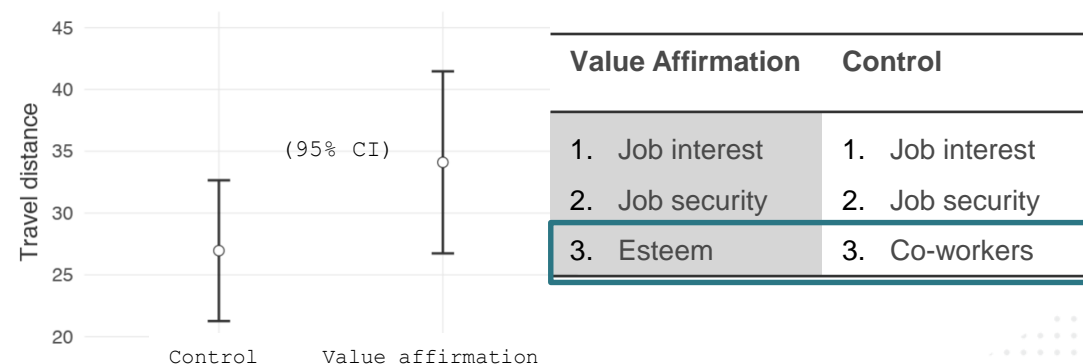 45
40
35
30
25
20
Travel distance
(95% CI)
Control Value affirmation
Value Affirmation Control
1. Job interest 1. Job interest
2. Job security 2. Job security
3. Esteem 3. Co-workers